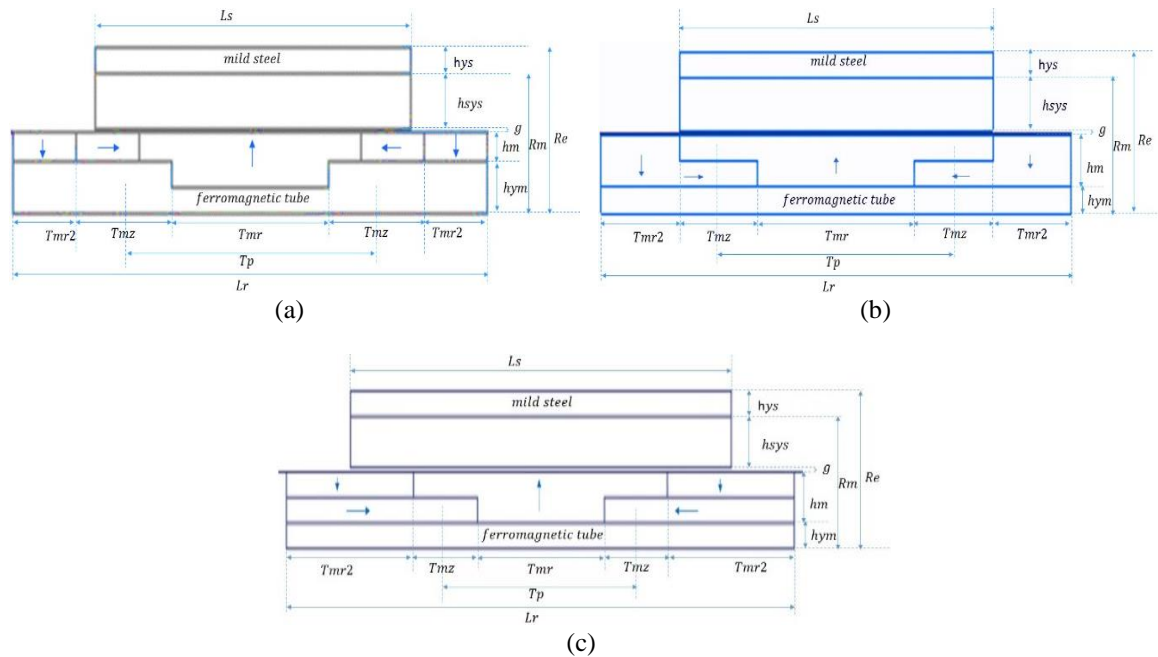 Ls
mild steel
hys
hsys
g
Rm
Re
hm
hym
ferromagnetic tube
Tmr2
Tmz
Tmr
Tmz
Tmr2
Tp
Lr
(a)
Ls
mild steel
hys
hsys
g
Rm
Re
hm
hym
ferromagnetic tube
Tmr2
Tmz
Tmr
Tmz
Tmr2
Tp
Lr
(b)
Ls
mild steel
hys
hsys
g
Rm
Re
hm
hym
ferromagnetic tube
Tmr2
Tmz
Tmr
Tmz
Tmr2
Tp
Lr
(c)